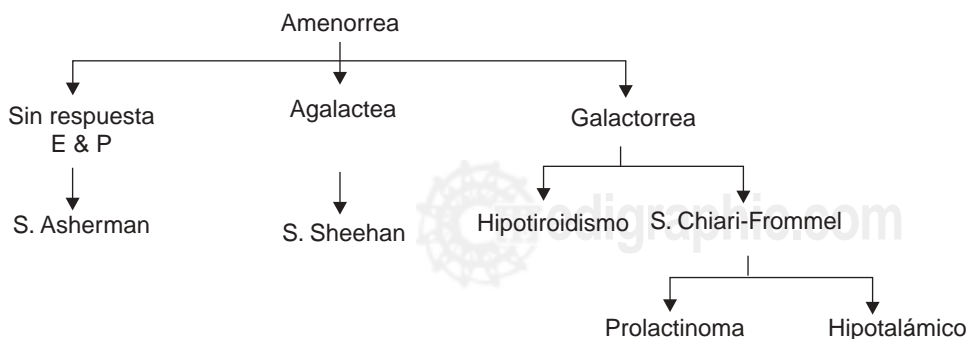 Amenorrea
Sin respuesta
E & P
Agalactea
Galactorrea
S. Asherman
S. Sheehan
Hipotiroidismo
S. Chiari-Frommel
medigraphic.com
Prolactinoma
Hipotalámico